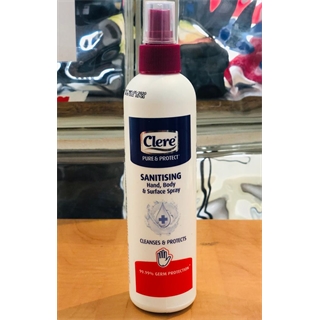 Clere®
PURE & PROTECT
SANITISING
Hand, Body
& Surface Spray
CLEANSES & PROTECTS
99.99% GERM PROTECTION*